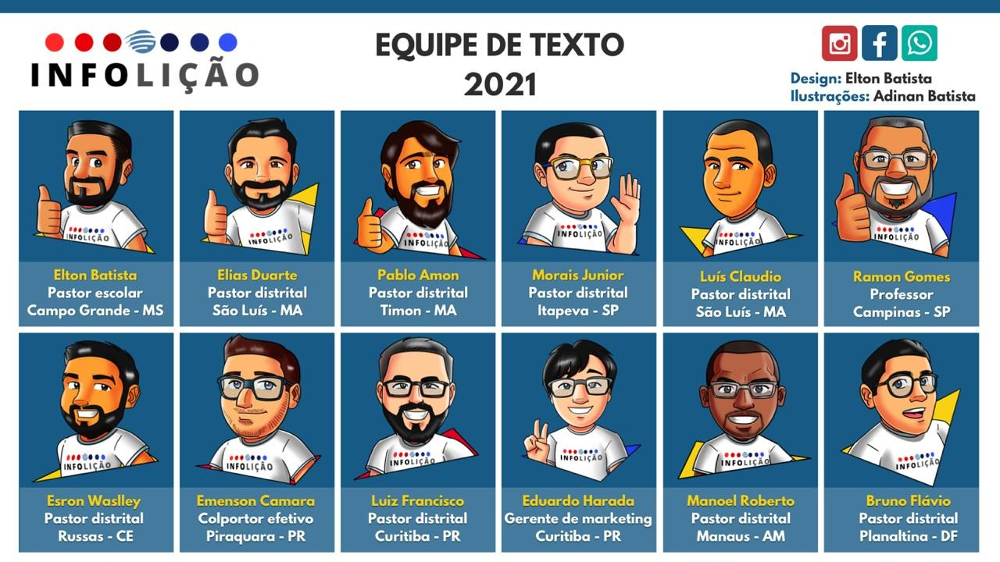 INFOLIÇÃO
EQUIPE DE TEXTO
2021
Design: Elton Batista
Ilustrações: Adinan Batista
INFOLIÇÃO
INFOLIÇÃO
INFOLIÇÃO
INFOLIÇÃO
INFOLIÇÃO
INFOLIÇÃO
Elton Batista
Pastor escolar
Campo Grande - MS
Elias Duarte
Pastor distrital
São Luís - MA
Pablo Amon
Pastor distrital
Timon - MA
Morais Junior
Pastor distrital
Itapeva - SP
Luís Claudio
Pastor distrital
São Luís - MA
Ramon Gomes
Professor
Campinas - SP
INFOLIÇÃO
INFOLIÇÃO
INFOLIÇÃO
INFOLIÇÃO
INFOLIÇÃO
INFOLIÇÃO
Esron Waslley
Pastor distrital
Russas - CE
Emenson Camara
Colportor efetivo
Piraquara - PR
Luiz Francisco
Pastor distrital
Curitiba - PR
Eduardo Harada
Gerente de marketing
Curitiba - PR
Manoel Roberto
Pastor distrital
Manaus - AM
Bruno Flávio
Pastor distrital
Planaltina - DF